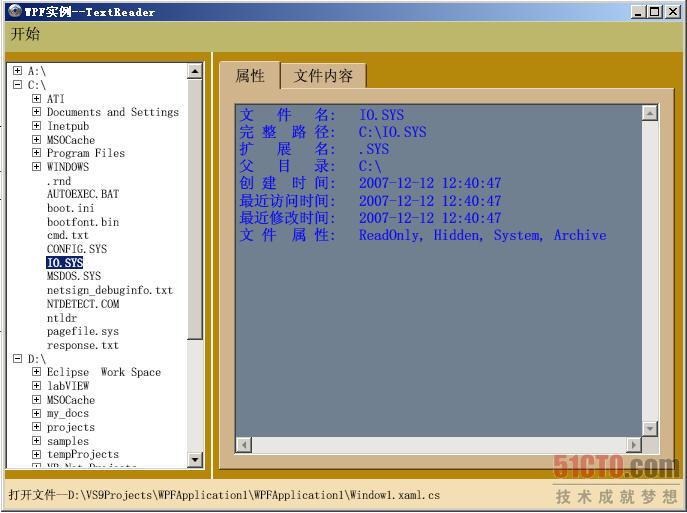 WPF实例--TextReader
开始
A:\
C:\
ATI
Documents and Settings
Inetpub
MSOCache
Program Files
WINDOWS
.rnd
AUTOEXEC.BAT
boot.ini
bootfont.bin
cmd.txt
CONFIG.SYS
IO.SYS
MSDOS.SYS
netsign_debuginfo.txt
NTDETECT.COM
ntldr
pagefile.sys
response.txt
D:\
Eclipse Work Space
labVIEW
MSOCache
my_docs
projects
samples
tempProjects
属性 文件内容
文 件 名: IO.SYS
完 整 路 径: C:\IO.SYS
扩 展 名: .SYS
父 目 录: C:\
创 建 时 间: 2007-12-12 12:40:47
最近访问时间: 2007-12-12 12:40:47
最近修改时间: 2007-12-12 12:40:47
文 件 属 性: ReadOnly, Hidden, System, Archive
打开文件--D:\VS9Projects\WPFApplication1\WPFApplication1\Window1.xaml.cs
51CTO.com
技术成就梦想